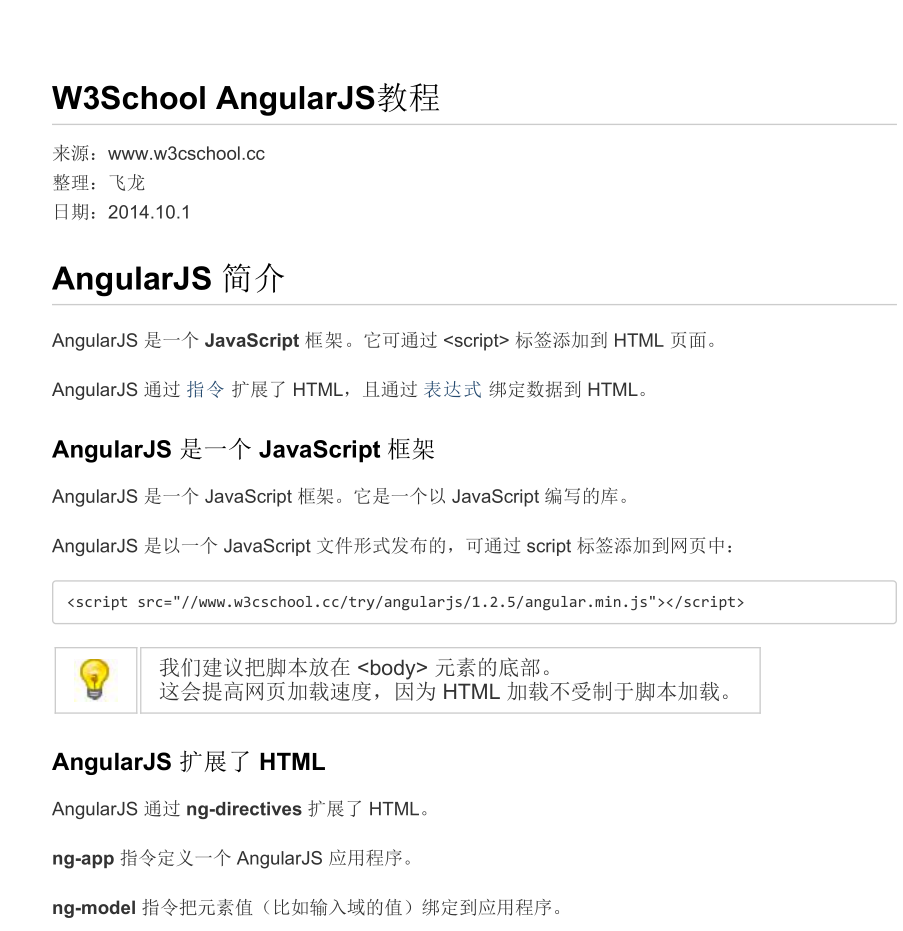 W3School AngularJS教程
来源：www.w3cschool.cc
整理：飞龙
日期：2014.10.1
AngularJS 简介
AngularJS 是一个 JavaScript 框架。它可通过 <script> 标签添加到 HTML 页面。
AngularJS 通过 指令 扩展了 HTML，且通过 表达式 绑定数据到 HTML。
AngularJS 是一个 JavaScript 框架
AngularJS 是一个 JavaScript 框架。它是一个以 JavaScript 编写的库。
AngularJS 是以一个 JavaScript 文件形式发布的，可通过 script 标签添加到网页中：
<script src="//www.w3cschool.cc/try/angularjs/1.2.5/angular.min.js"></script>
我们建议把脚本放在 <body> 元素的底部。
这会提高网页加载速度，因为 HTML 加载不受制于脚本加载。
AngularJS 扩展了 HTML
AngularJS 通过 ng-directives 扩展了 HTML。
ng-app 指令定义一个 AngularJS 应用程序。
ng-model 指令把元素值（比如输入域的值）绑定到应用程序。